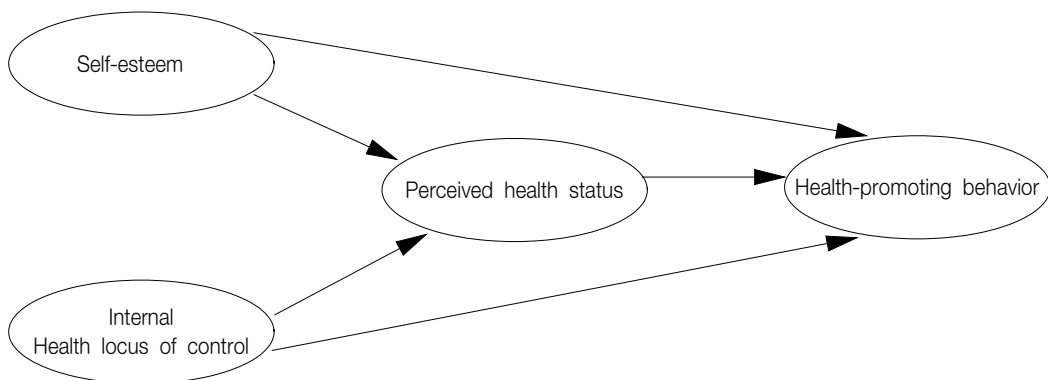 Self-esteem
Perceived health status
Health-promoting behavior
Internal
Health locus of control